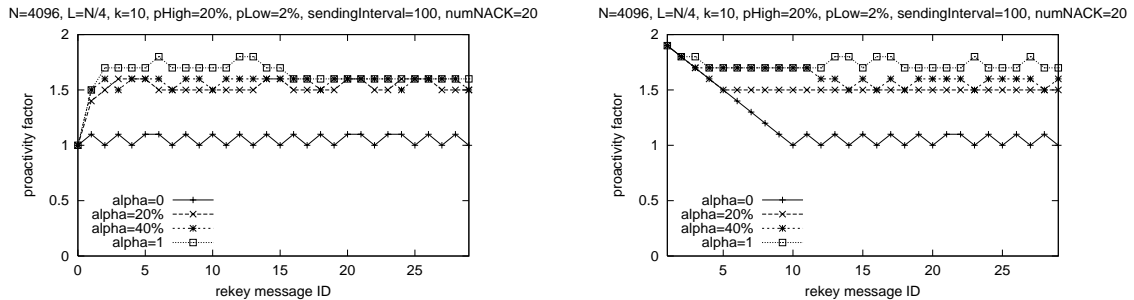 N=4096, L=N/4, k=10, pHigh=20%, pLow=2%, sendingInterval=100, numNACK=20
2
1.5
1
0.5
0
proactivity factor
alpha=0
alpha=20%
alpha=40%
alpha=1
0 5 10 15 20 25
rekey message ID
N=4096, L=N/4, k=10, pHigh=20%, pLow=2%, sendingInterval=100, numNACK=20
2
1.5
1
0.5
0
proactivity factor
alpha=0
alpha=20%
alpha=40%
alpha=1
5 10 15 20 25
rekey message ID